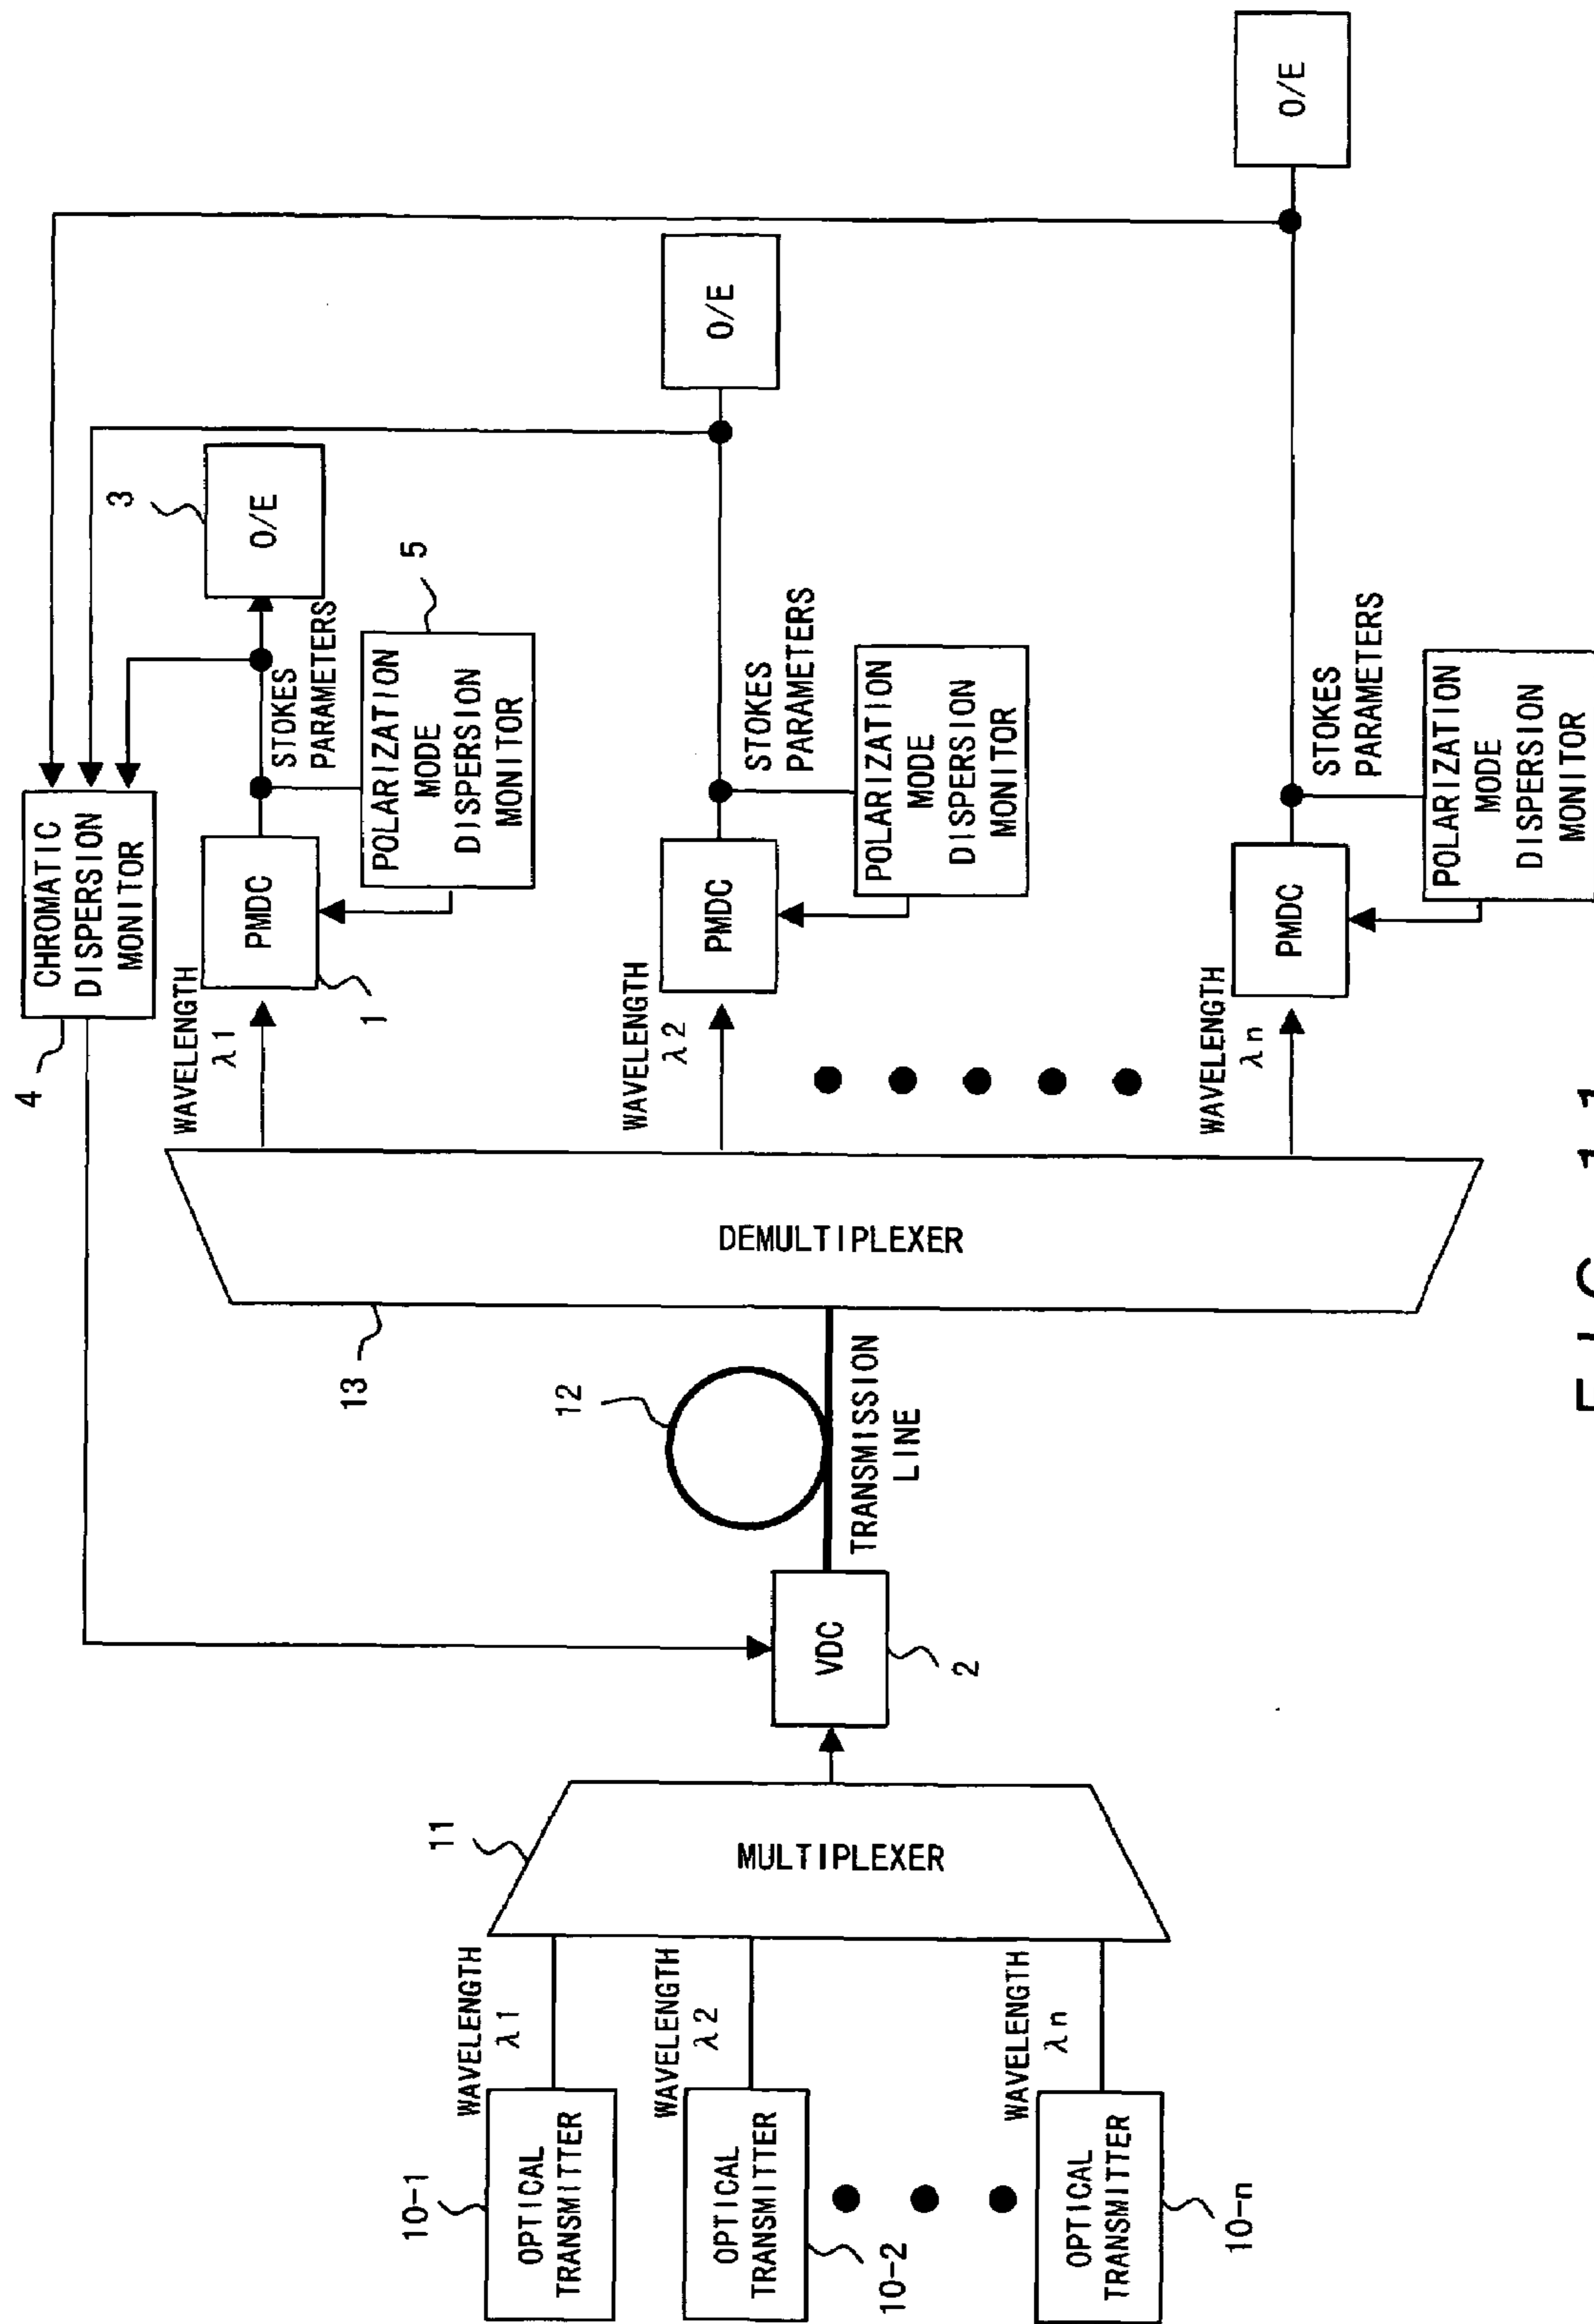 4
CHROMATIC
DISPERSION
MONITOR
WAVELENGTH
λ1
PMDC
1
STOKES
PARAMETERS
3
O/E
POLARIZATION
MODE
DISPERSION
MONITOR
5
WAVELENGTH
λ2
PMDC
STOKES
PARAMETERS
O/E
POLARIZATION
MODE
DISPERSION
MONITOR
WAVELENGTH
λn
PMDC
STOKES
PARAMETERS
O/E
POLARIZATION
MODE
DISPERSION
MONITOR
13
DEMULTIPLEXER
12
TRANSMISSION
LINE
VDC
2
11
MULTIPLEXER
WAVELENGTH
λ1
10-1
OPTICAL
TRANSMITTER
WAVELENGTH
λ2
OPTICAL
TRANSMITTER
10-2
WAVELENGTH
λn
OPTICAL
TRANSMITTER
10-n